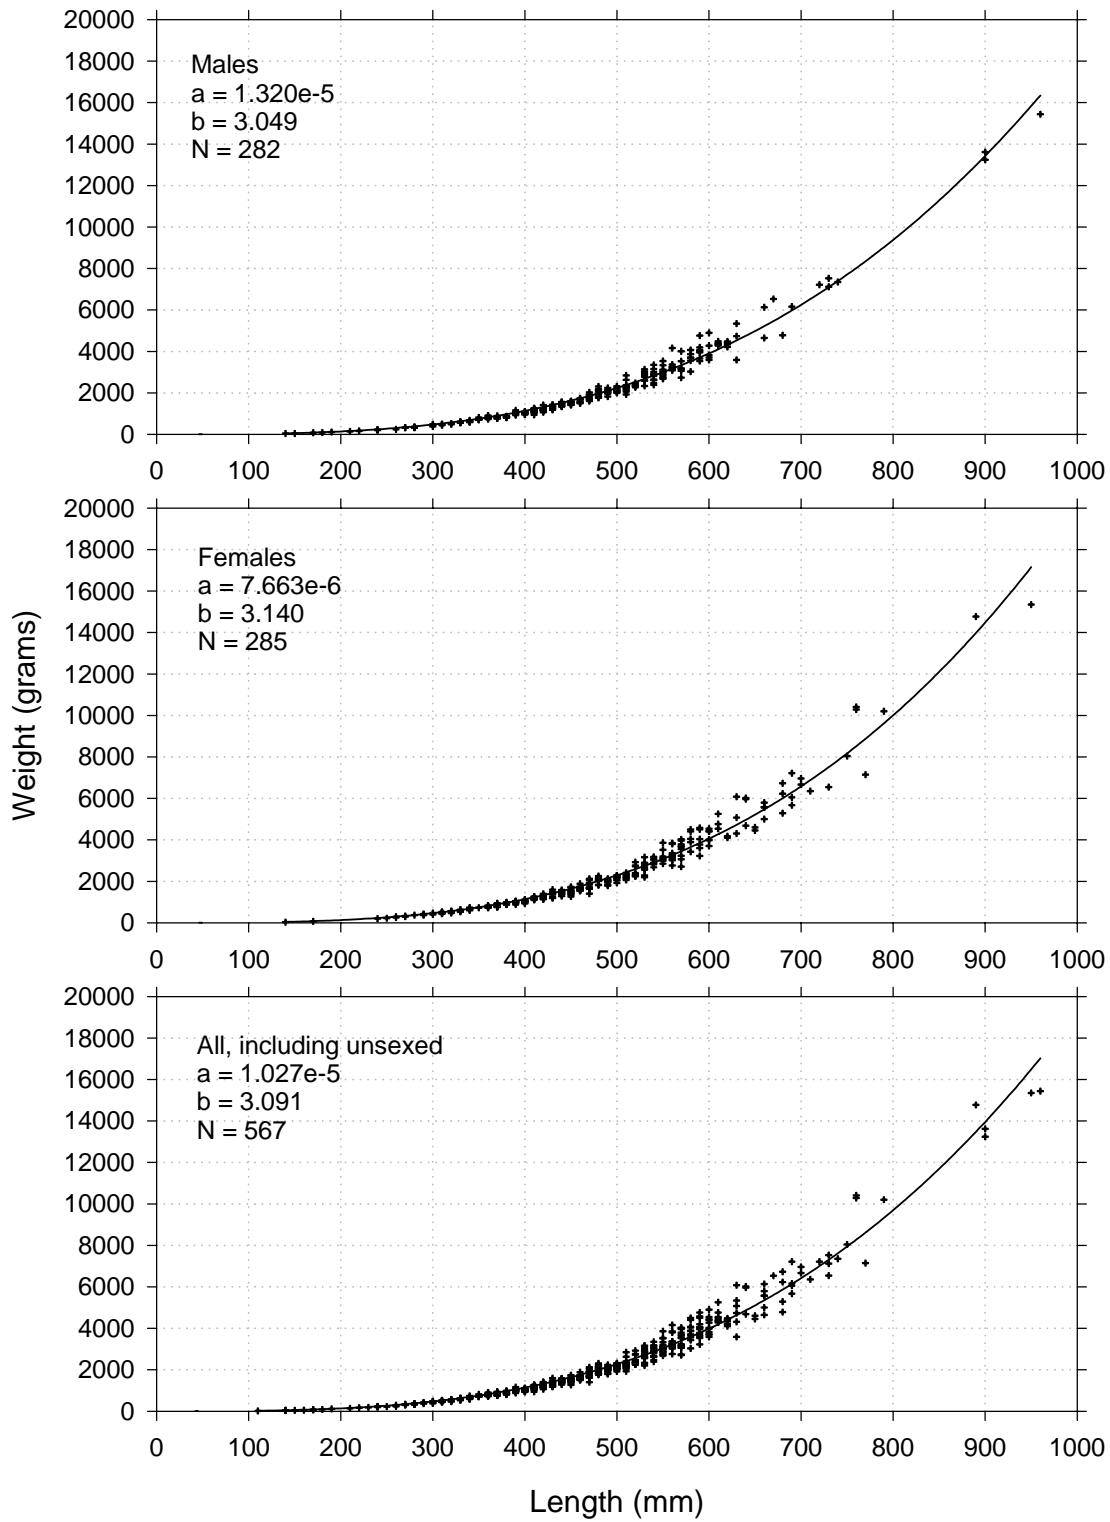 20000
18000
16000
14000
12000
10000
8000
6000
4000
2000
0
Males
a = 1.320e-5
b = 3.049
N = 282
0 100 200 300 400 500 600 700 800 900 1000
20000
18000
16000
14000
12000
10000
8000
6000
4000
2000
0
Females
a = 7.663e-6
b = 3.140
N = 285
0 100 200 300 400 500 600 700 800 900 1000
Weight (grams)
20000
18000
16000
14000
12000
10000
8000
6000
4000
2000
0
All, including unsexed
a = 1.027e-5
b = 3.091
N = 567
0 100 200 300 400 500 600 700 800 900 1000
Length (mm)